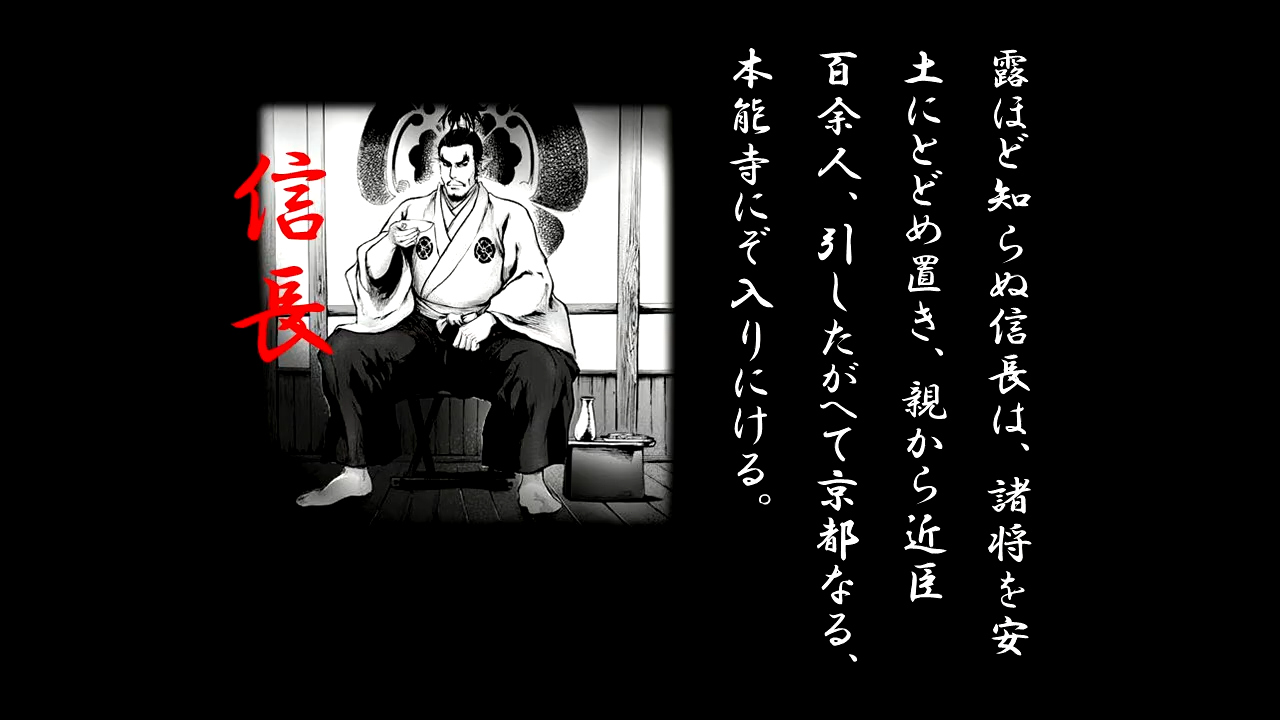 露ほど知らぬ信長は、諸将を安
土にとどめ置き、親から近臣
百余人、引したがへて京都なる、
本能寺にぞ入りにける。
信長